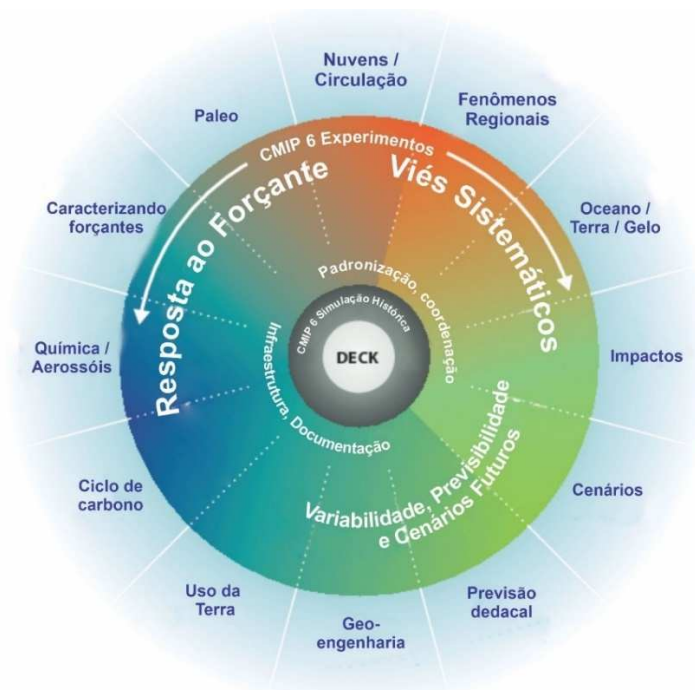 Nuvens /
Circulação
Fenômenos
Regionais
Oceano /
Terra / Gelo
Impactos
Cenários
Previsão
dedacal
Geo-
engenharia
Uso da
Terra
Ciclo de
carbono
Química /
Aerossóis
Caracterizando
forçantes
Paleo
CMIP 6 Experimentos
Resposta ao Forçante
Viés Sistemáticos
Variabilidade, Previsibilidade
e Cenários Futuros
Padronização, coordenação
Infraestrutura, Documentação
CMIP 6 Simulação Histórica
DECK